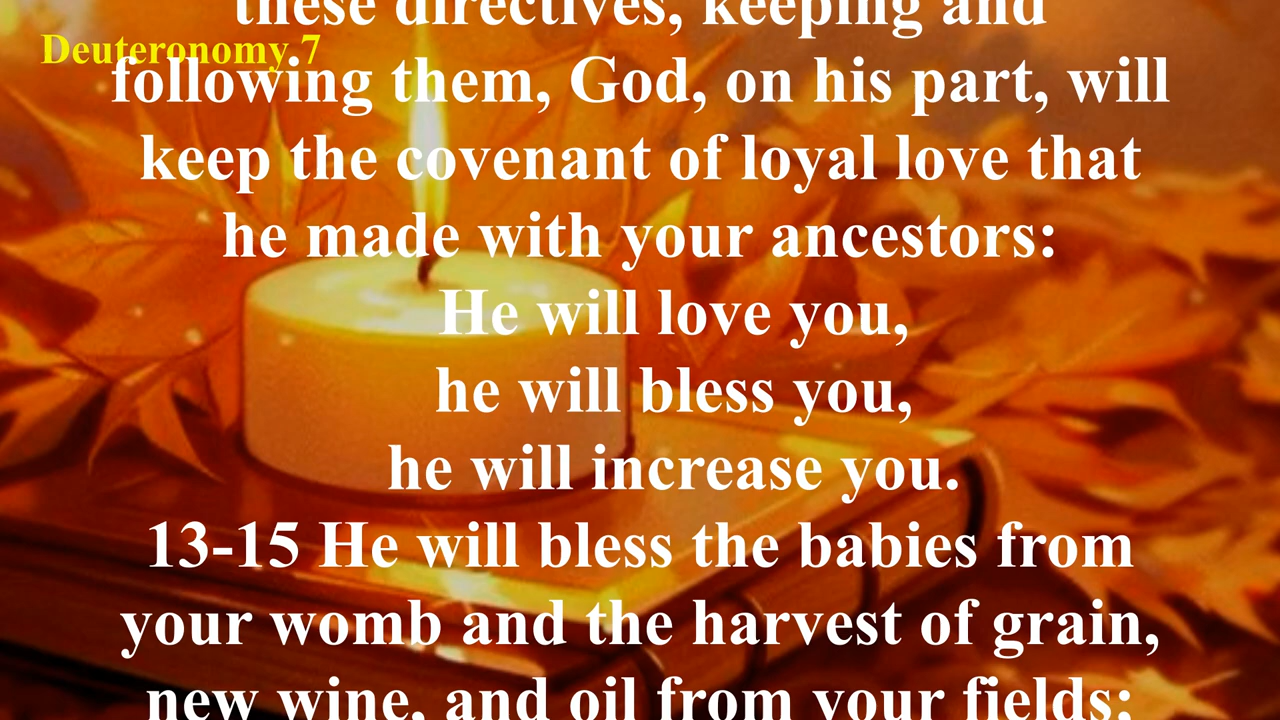 these directives, keeping and
Deuteronomy 7
following them, God, on his part, will
keep the covenant of loyal love that
he made with your ancestors:
He will love you,
he will bless you,
he will increase you.
13-15 He will bless the babies from
your womb and the harvest of grain,
new wine, and oil from your fields;